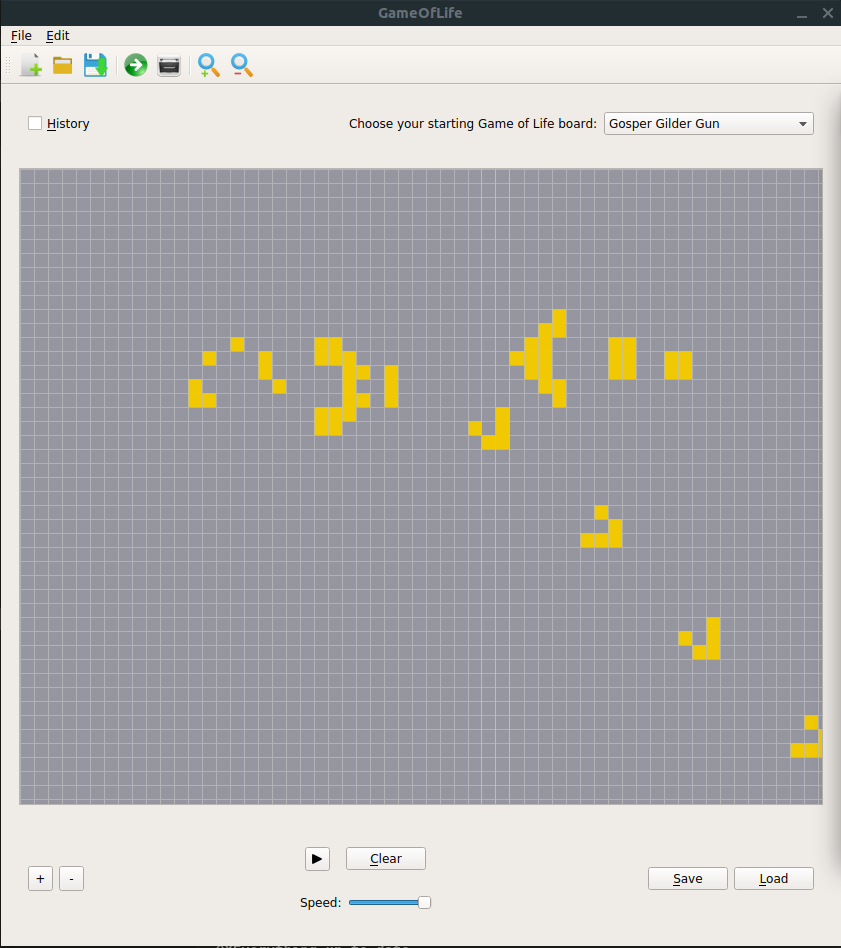 GameOfLife
File Edit
History Choose your starting Game of Life board: Gosper Gilder Gun
Clear
+ - Save Load
Speed: